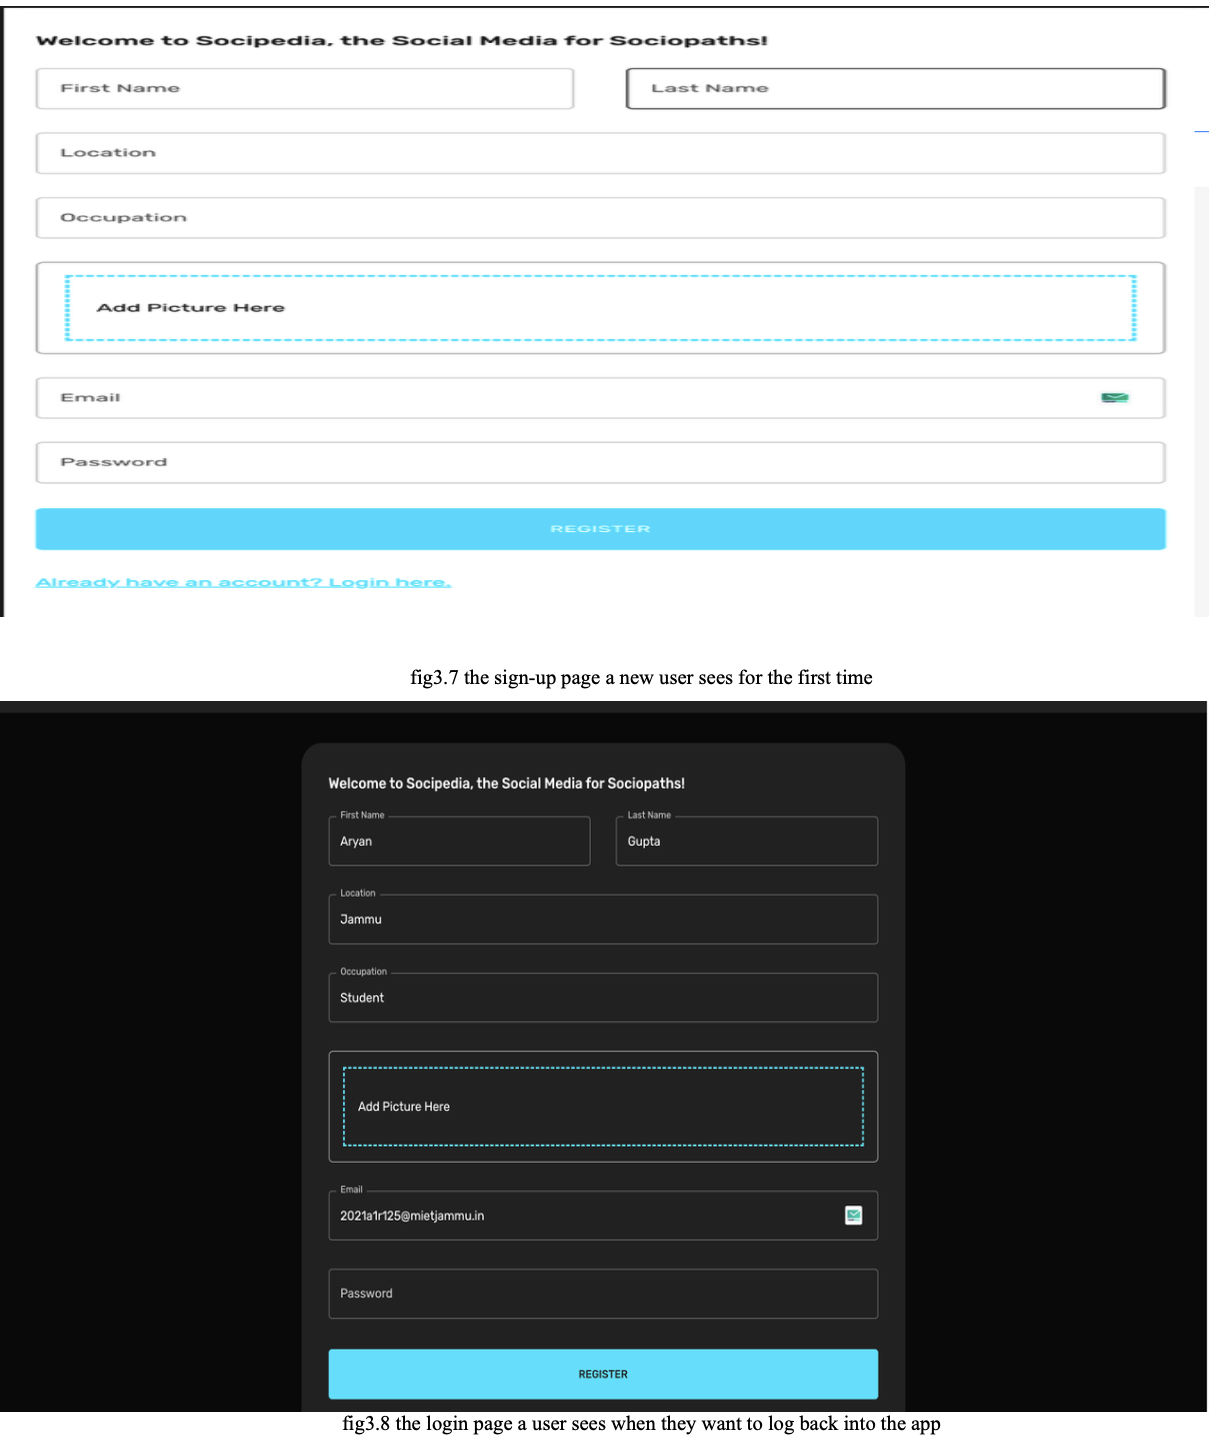 Welcome to Socipedia, the Social Media for Sociopaths!
First Name Last Name
Location
Occupation
Add Picture Here
Email
Password
REGISTER
Already have an account? Login here.
fig3.7 the sign-up page a new user sees for the first time
Welcome to Socipedia, the Social Media for Sociopaths!
First Name Last Name
Aryan Gupta
Location
Jammu
Occupation
Student
Add Picture Here
Email
2021a1r125@mietjammu.in
Password
REGISTER
fig3.8 the login page a user sees when they want to log back into the app